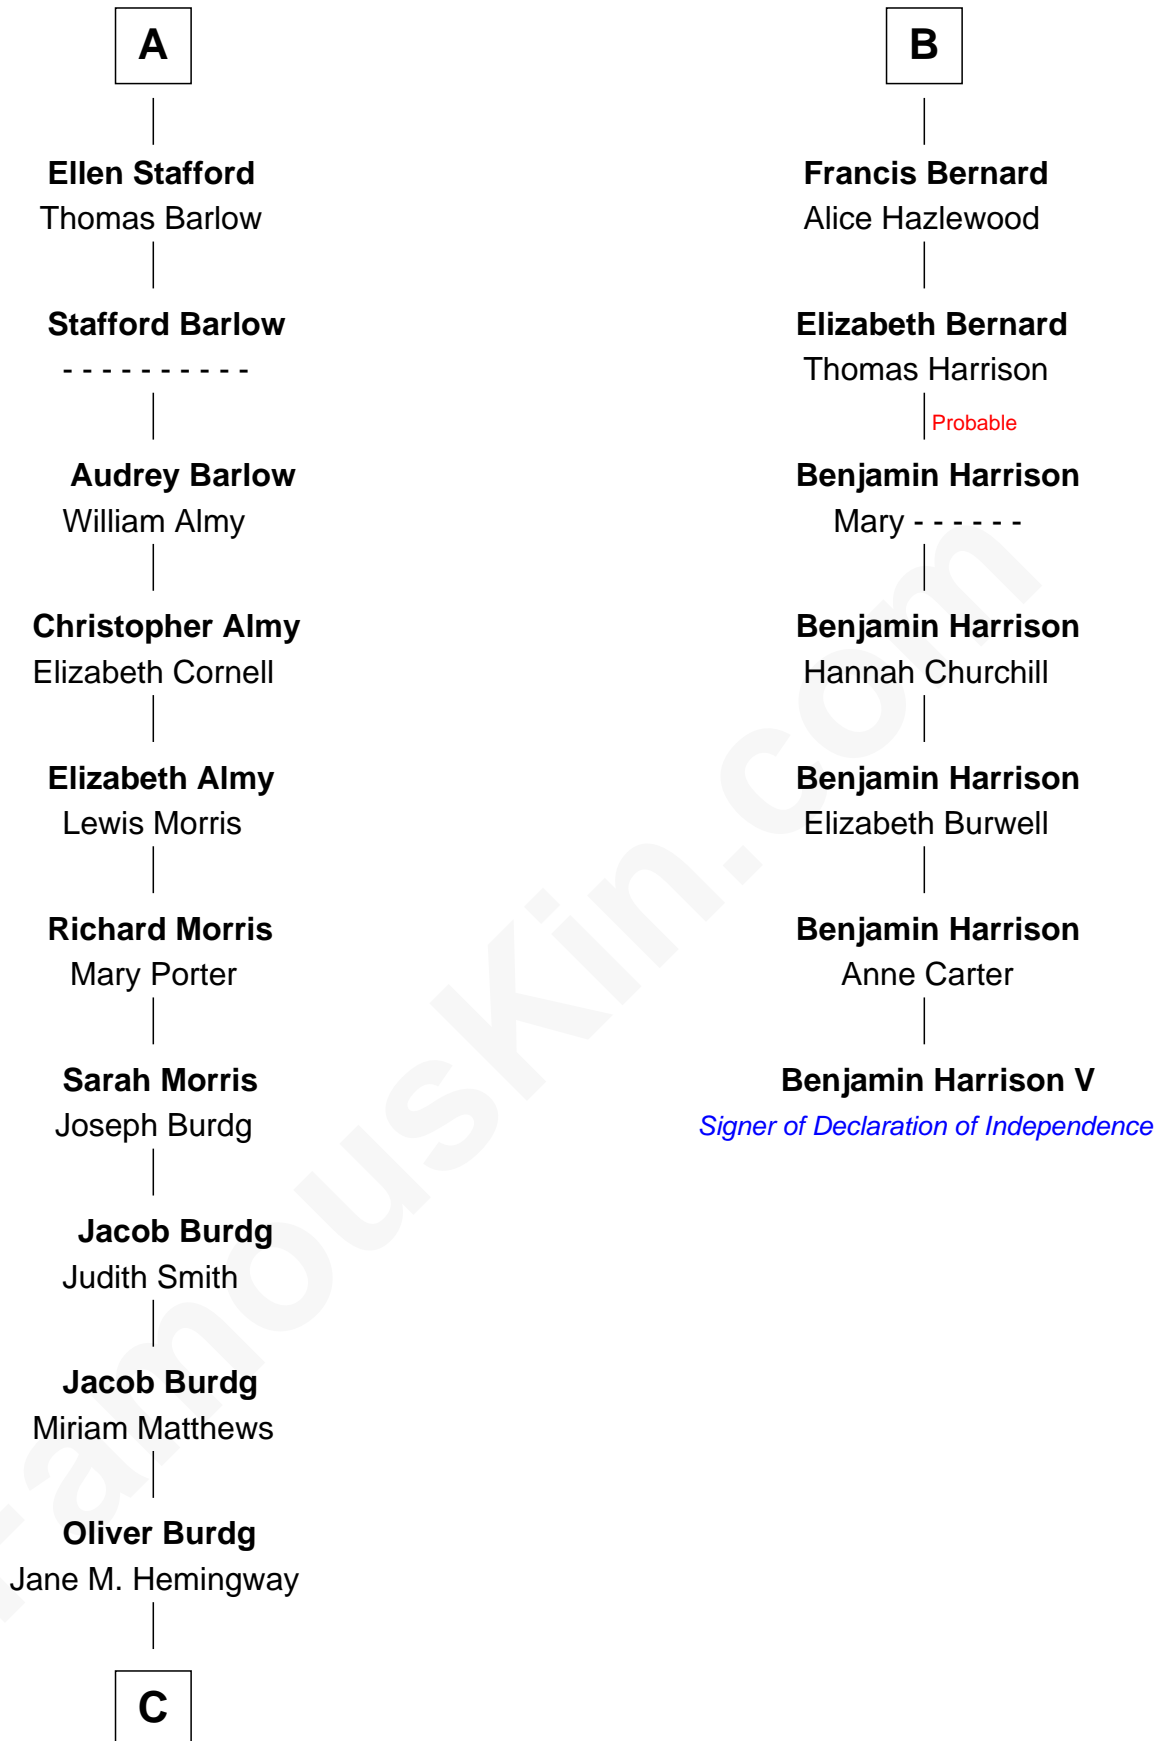 A
Ellen Stafford
Thomas Barlow
Stafford Barlow
- - - - - - - - - -
Audrey Barlow
William Almy
Christopher Almy
Elizabeth Cornell
Elizabeth Almy
Lewis Morris
Richard Morris
Mary Porter
Sarah Morris
Joseph Burdg
Jacob Burdg
Judith Smith
Jacob Burdg
Miriam Matthews
Oliver Burdg
Jane M. Hemingway
C
B
Francis Bernard
Alice Hazlewood
Elizabeth Bernard
Thomas Harrison
Probable
Benjamin Harrison
Mary - - - - - -
Benjamin Harrison
Hannah Churchill
Benjamin Harrison
Elizabeth Burwell
Benjamin Harrison
Anne Carter
Benjamin Harrison V
Signer of Declaration of Independence
FamousKin.com